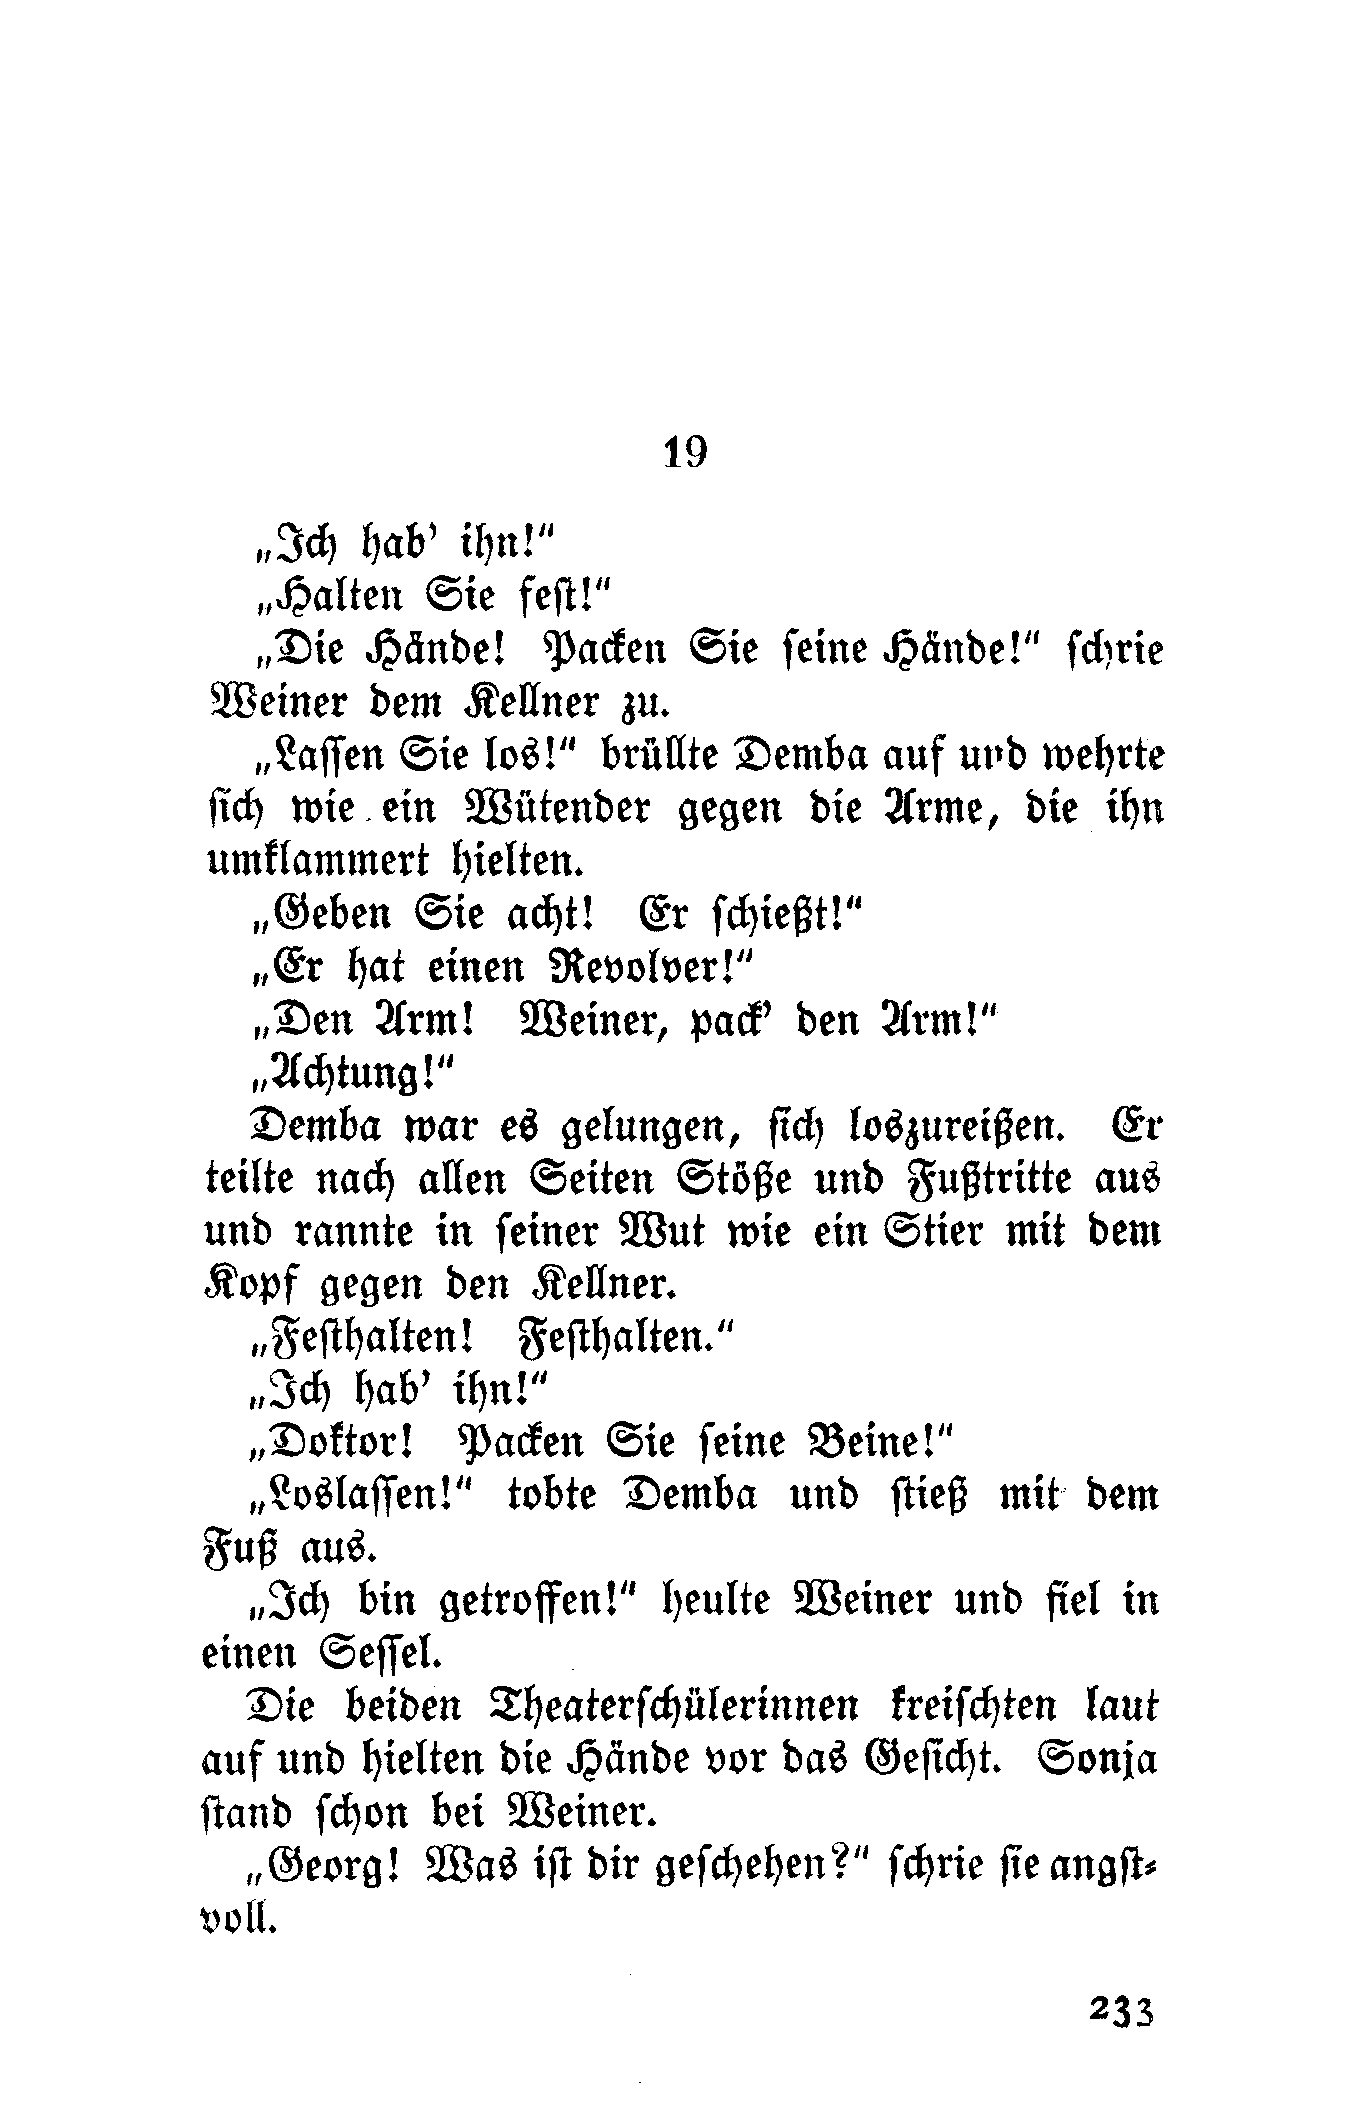 19
„Ich hab' ihn!“
„Halten Sie fest!“
„Die Hände! Packen Sie seine Hände!“ schrie
Weiner dem Kellner zu.
„Lassen Sie los!“ brüllte Demba auf und wehrte
sich wie ein Wütender gegen die Arme, die ihn
umklammert hielten.
„Geben Sie acht! Er schießt!“
„Er hat einen Revolver!“
„Den Arm! Weiner, pack' den Arm!“
„Achtung!“
Demba war es gelungen, sich loszureißen. Er
teilte nach allen Seiten Stöße und Fußtritte aus
und rannte in seiner Wut wie ein Stier mit dem
Kopf gegen den Kellner.
„Festhalten! Festhalten.“
„Ich hab' ihn!“
„Doktor! Packen Sie seine Beine!“
„Loslassen!“ tobte Demba und stieß mit dem
Fuß aus.
„Ich bin getroffen!“ heulte Weiner und fiel in
einen Sessel.
Die beiden Theaterschülerinnen kreischten laut
auf und hielten die Hände vor das Gesicht. Sonja
stand schon bei Weiner.
„Georg! Was ist dir geschehen?“ schrie sie angst-
voll.
233